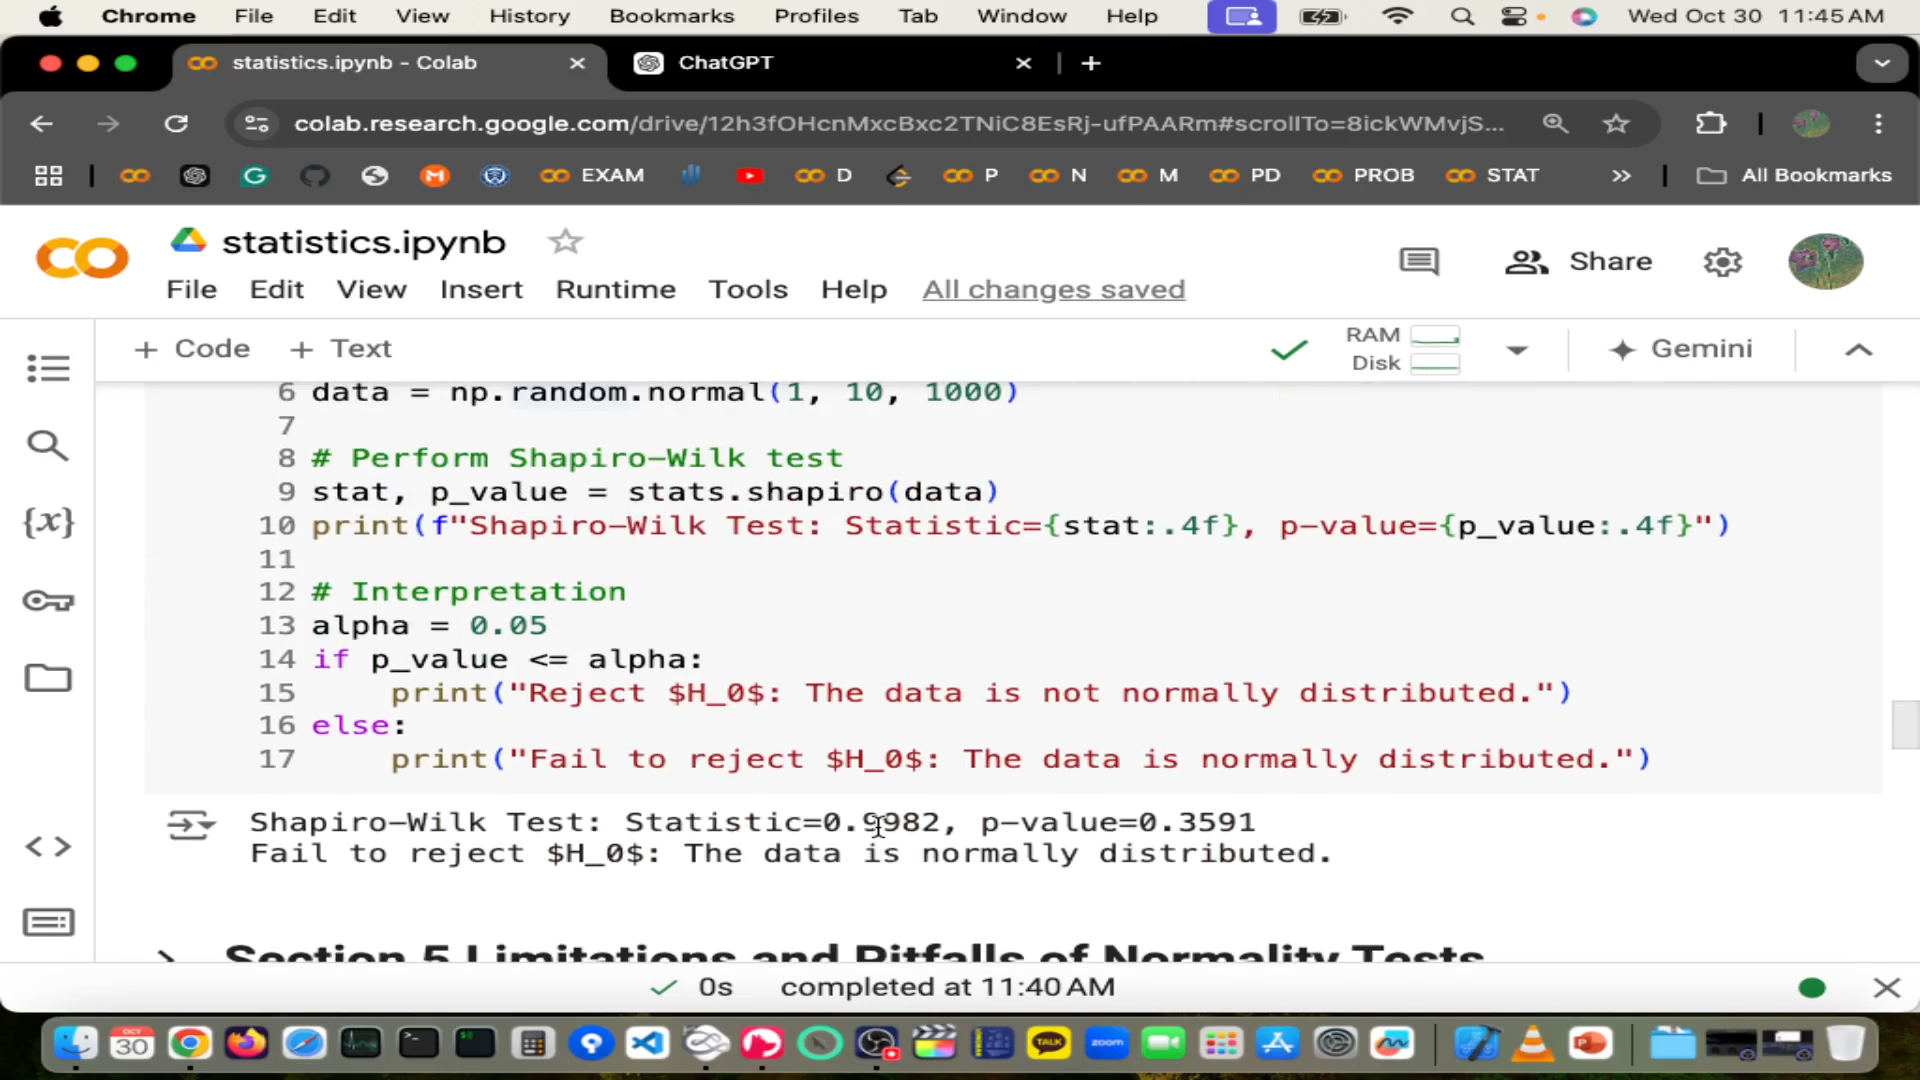 Chrome File Edit View History Bookmarks Profiles Tab Window Help Wed Oct 30 11:45 AM
statistics.ipynb - Colab ChatGPT
colab.research.google.com/drive/12h3fOHcnMxcBxc2TNiC8EsRj-ufPAARm#scrollTo=8ickWMvjS...
EXAM D P N M PD PROB STAT » All Bookmarks
statistics.ipynb
File Edit View Insert Runtime Tools Help All changes saved
Share
+ Code + Text
RAM
Disk
Gemini
6 data = np.random.normal(1, 10, 1000)
7
8 # Perform Shapiro-Wilk test
9 stat, p_value = stats.shapiro(data)
10 print(f"Shapiro-Wilk Test: Statistic={stat:.4f}, p-value={p_value:.4f}")
11
12 # Interpretation
13 alpha = 0.05
14 if p_value <= alpha:
15     print("Reject $H_0$: The data is not normally distributed.")
16 else:
17     print("Fail to reject $H_0$: The data is normally distributed.")
Shapiro-Wilk Test: Statistic=0.9982, p-value=0.3591
Fail to reject $H_0$: The data is normally distributed.
Section 5 Limitations and Pitfalls of Normality Tests
0s completed at 11:40 AM
OCT
30
TALK
zoom